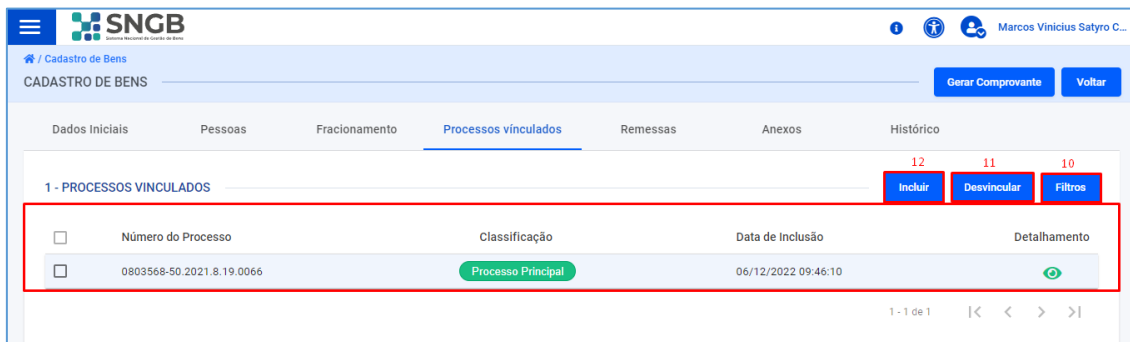 SNGB
Sistema Nacional de Gestão de Bens
Marcos Vinicius Satyro C...
/ Cadastro de Bens
CADASTRO DE BENS
Gerar Comprovante
Voltar
Dados Iniciais Pessoas Fracionamento Processos vínculados Remessas Anexos Histórico
12 11 10
1 - PROCESSOS VINCULADOS
Incluir Desvincular Filtros
Número do Processo Classificação Data de Inclusão Detalhamento
0803568-50.2021.8.19.0066 Processo Principal 06/12/2022 09:46:10
1 - 1 de 1